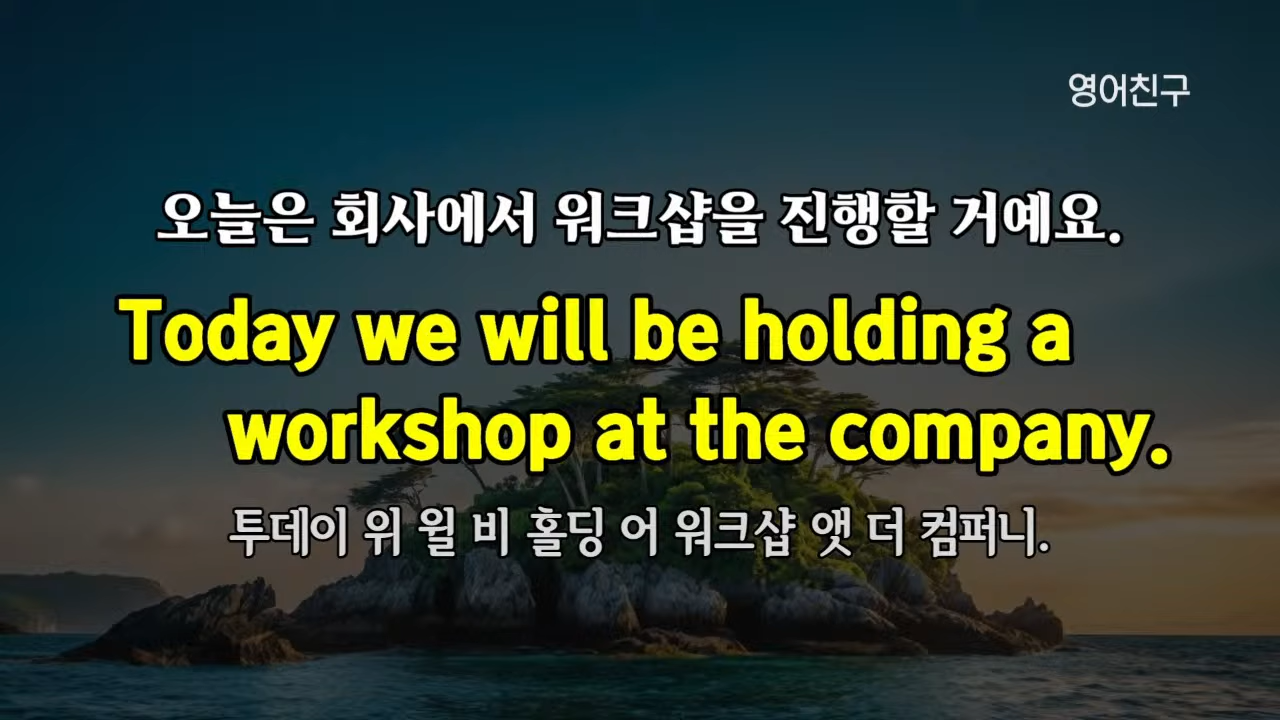 영어친구
오늘은 회사에서 워크샵을 진행할 거예요.
Today we will be holding a
workshop at the company.
투데이 위 윌 비 홀딩 어 워크샵 앳 더 컴퍼니.